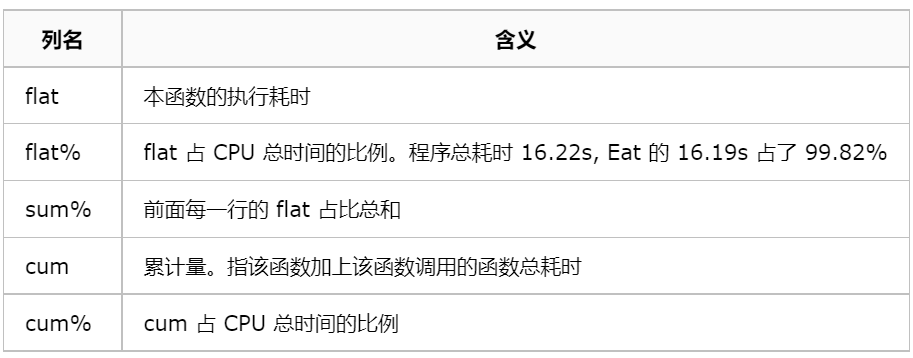 列名 含义
flat 本函数的执行耗时
flat% flat 占 CPU 总时间的比例。程序总耗时 16.22s, Eat 的 16.19s 占了 99.82%
sum% 前面每一行的 flat 占比总和
cum 累计量。指该函数加上该函数调用的函数总耗时
cum% cum 占 CPU 总时间的比例